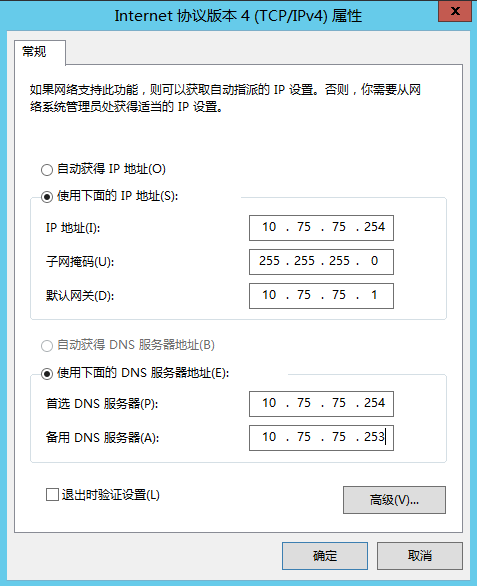 Internet 协议版本 4 (TCP/IPv4) 属性
x
常规
如果网络支持此功能，则可以获取自动指派的 IP 设置。否则，你需要从网
络系统管理员处获得适当的 IP 设置。
自动获得 IP 地址(O)
使用下面的 IP 地址(S):
IP 地址(I): 10 . 75 . 75 . 254
子网掩码(U): 255 . 255 . 255 . 0
默认网关(D): 10 . 75 . 75 . 1
自动获得 DNS 服务器地址(B)
使用下面的 DNS 服务器地址(E):
首选 DNS 服务器(P): 10 . 75 . 75 . 254
备用 DNS 服务器(A): 10 . 75 . 75 . 253
退出时验证设置(L)
高级(V)...
确定 取消